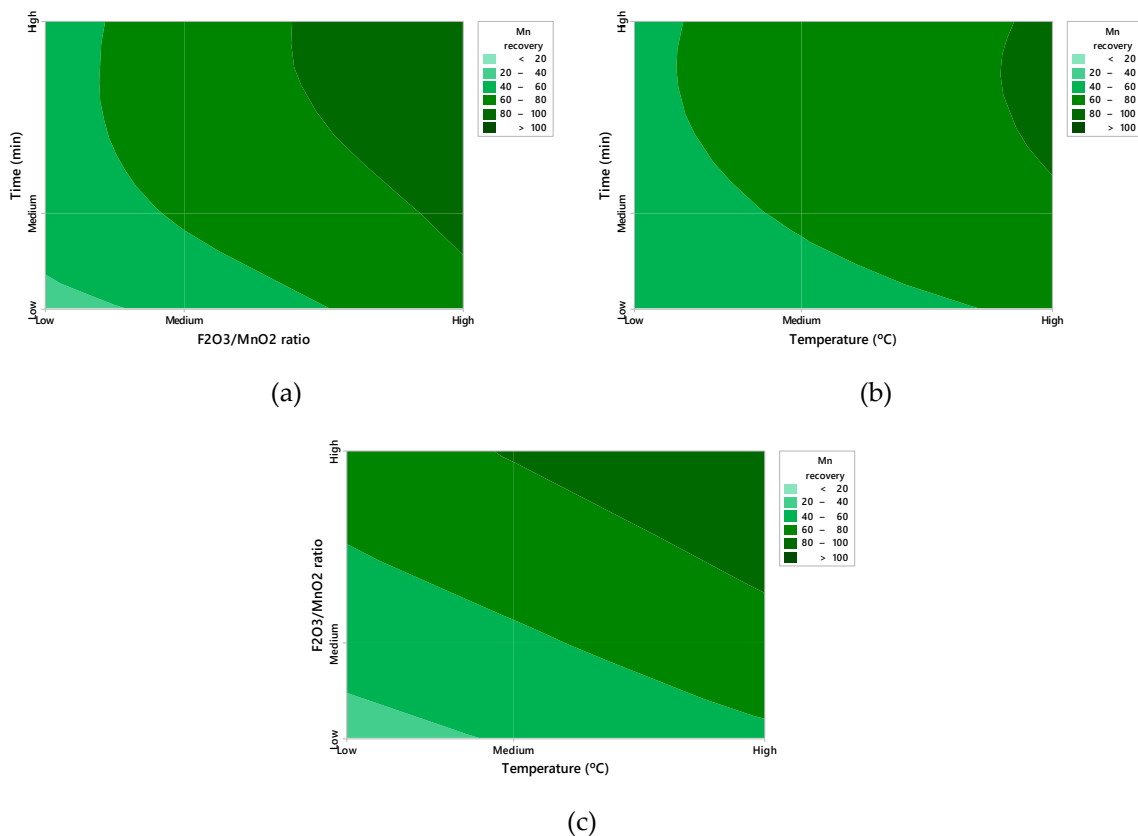 High
Medium
Low
Time (min)
Low Medium High
F2O3/MnO2 ratio
Mn
recovery
< 20
20 – 40
40 – 60
60 – 80
80 – 100
> 100
(a)
High
Medium
Low
Time (min)
Low Medium High
Temperature (ºC)
Mn
recovery
< 20
20 – 40
40 – 60
60 – 80
80 – 100
> 100
(b)
High
Medium
Low
F2O3/MnO2 ratio
Low Medium High
Temperature (ºC)
Mn
recovery
< 20
20 – 40
40 – 60
60 – 80
80 – 100
> 100
(c)